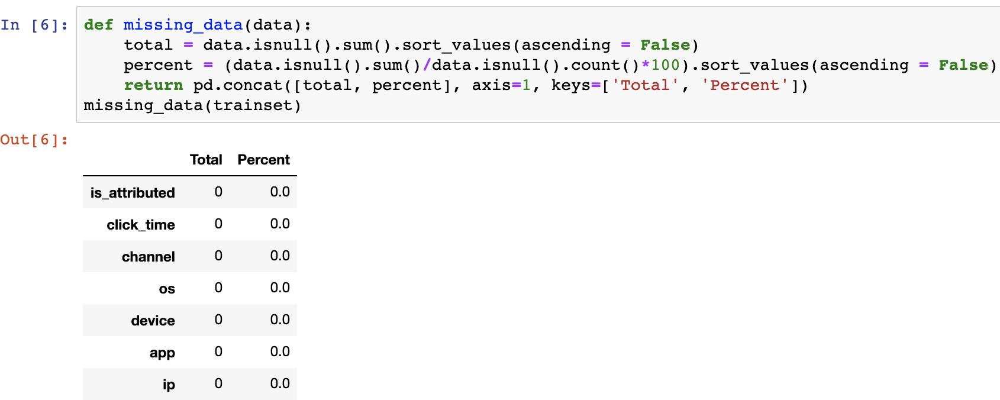 In [6]: def missing_data(data):
    total = data.isnull().sum().sort_values(ascending = False)
    percent = (data.isnull().sum()/data.isnull().count()*100).sort_values(ascending = False)
    return pd.concat([total, percent], axis=1, keys=['Total', 'Percent'])
missing_data(trainset)
Out[6]:
Total Percent
is_attributed 0 0.0
click_time 0 0.0
channel 0 0.0
os 0 0.0
device 0 0.0
app 0 0.0
ip 0 0.0